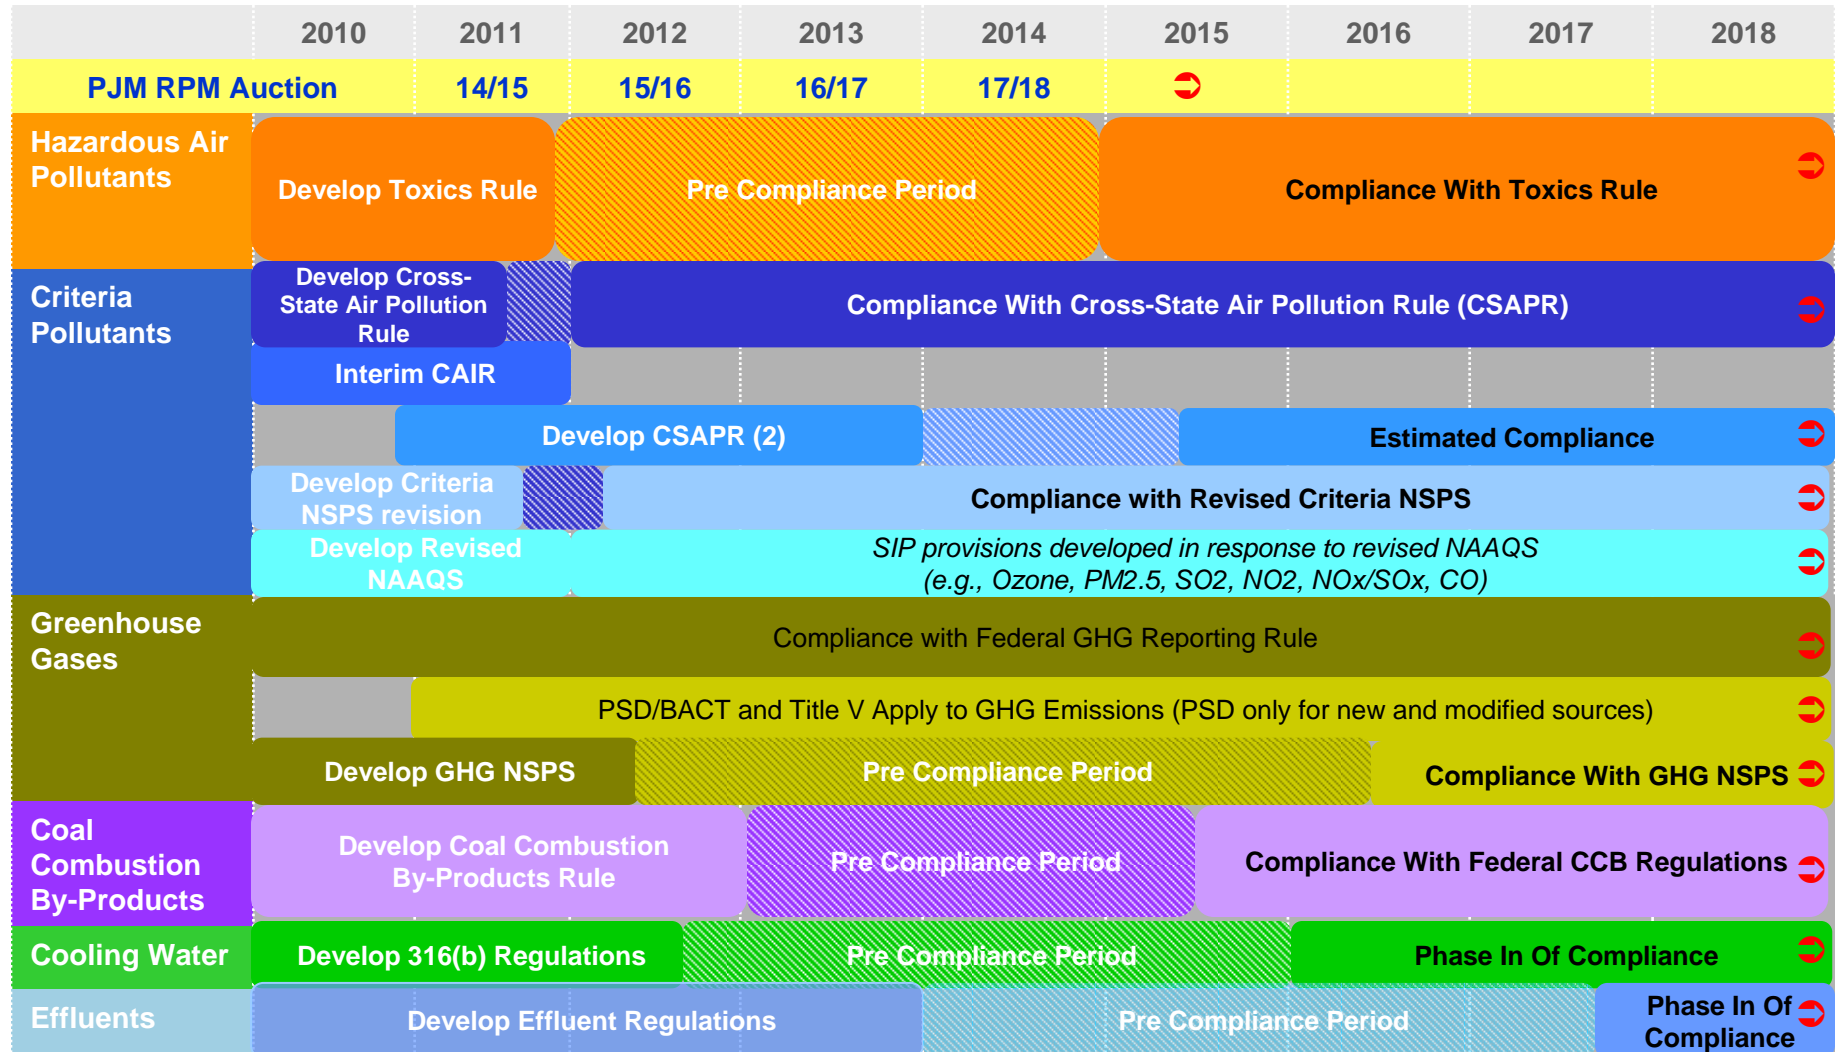 2010 2011 2012 2013 2014 2015 2016 2017 2018
PJM RPM Auction 14/15 15/16 16/17 17/18
Hazardous Air
Pollutants
Develop Toxics Rule
Pre Compliance Period
Compliance With Toxics Rule
Criteria
Pollutants
Develop Cross-
State Air Pollution
Rule
Compliance With Cross-State Air Pollution Rule (CSAPR)
Interim CAIR
Develop CSAPR (2)
Estimated Compliance
Develop Criteria
NSPS revision
Compliance with Revised Criteria NSPS
Develop Revised
NAAQS
SIP provisions developed in response to revised NAAQS
(e.g., Ozone, PM2.5, SO2, NO2, NOx/SOx, CO)
Greenhouse
Gases
Compliance with Federal GHG Reporting Rule
PSD/BACT and Title V Apply to GHG Emissions (PSD only for new and modified sources)
Develop GHG NSPS
Pre Compliance Period
Compliance With GHG NSPS
Coal
Combustion
By-Products
Develop Coal Combustion
By-Products Rule
Pre Compliance Period
Compliance With Federal CCB Regulations
Cooling Water
Develop 316(b) Regulations
Pre Compliance Period
Phase In Of Compliance
Effluents
Develop Effluent Regulations
Pre Compliance Period
Phase In Of
Compliance